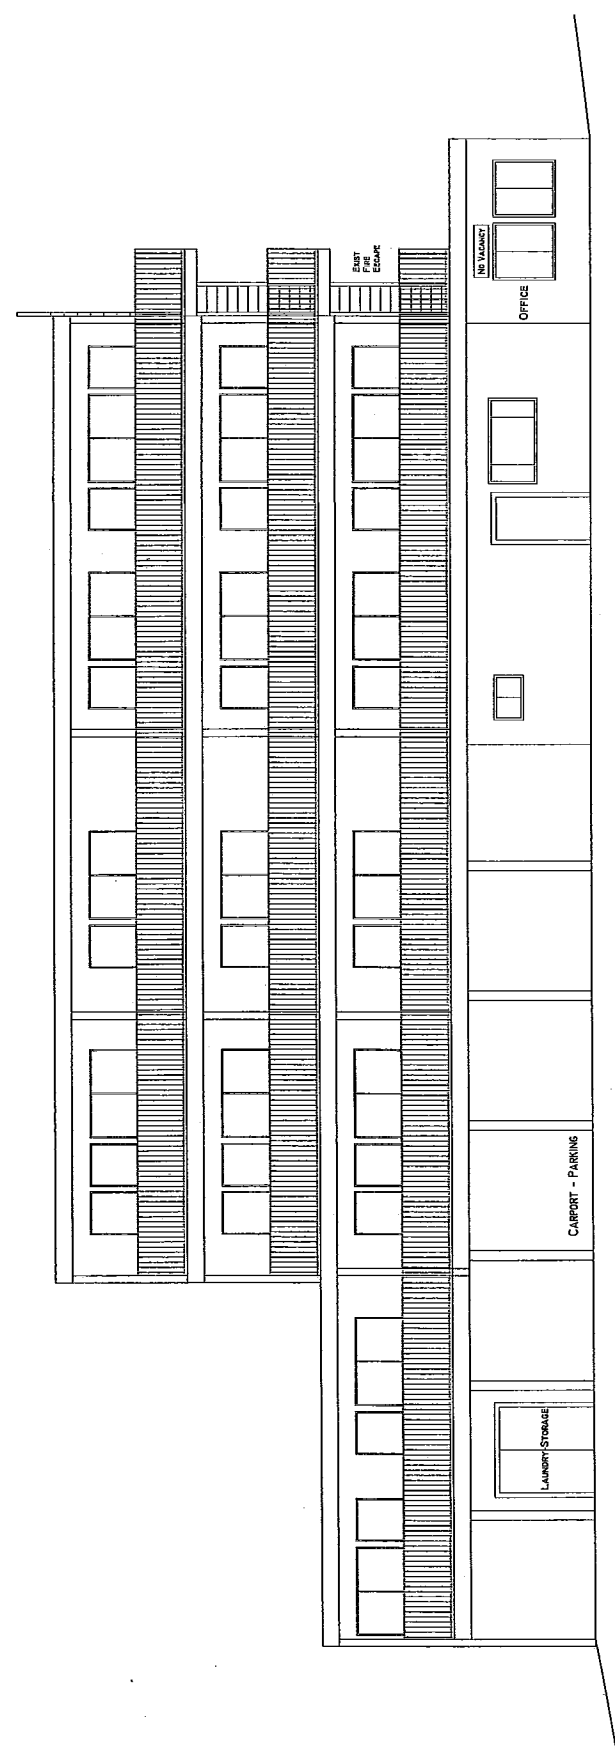 EXIST
FIRE
ESCAPE
NO VACANCY
OFFICE
CARPORT - PARKING
LAUNDRY-STORAGE